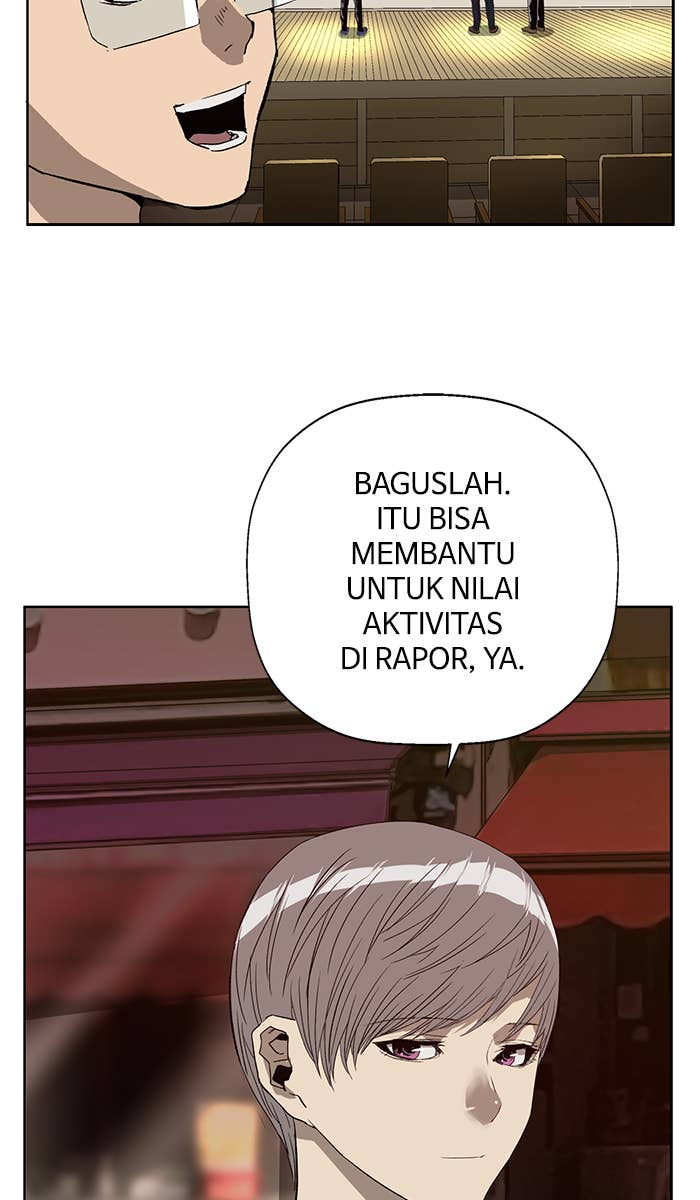 BAGUSLAH.
ITU BISA
MEMBANTU
UNTUK NILAI
AKTIVITAS
DI RAPOR, YA.